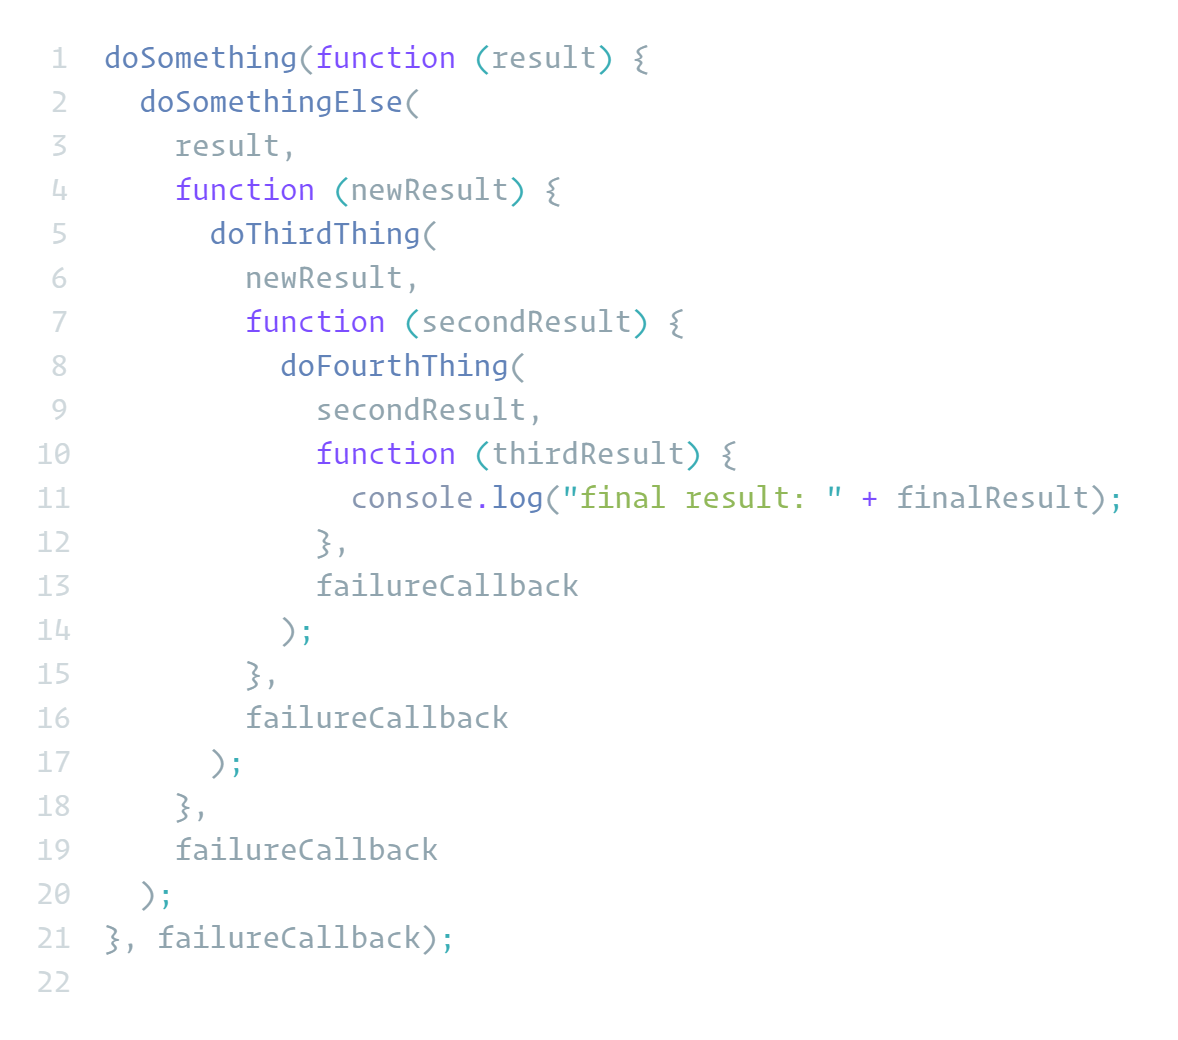 1 doSomething(function (result) {
2   doSomethingElse(
3     result,
4     function (newResult) {
5       doThirdThing(
6         newResult,
7         function (secondResult) {
8           doFourthThing(
9             secondResult,
10             function (thirdResult) {
11               console.log("final result: " + finalResult);
12             },
13             failureCallback
14           );
15         },
16         failureCallback
17       );
18     },
19     failureCallback
20   );
21 }, failureCallback);
22